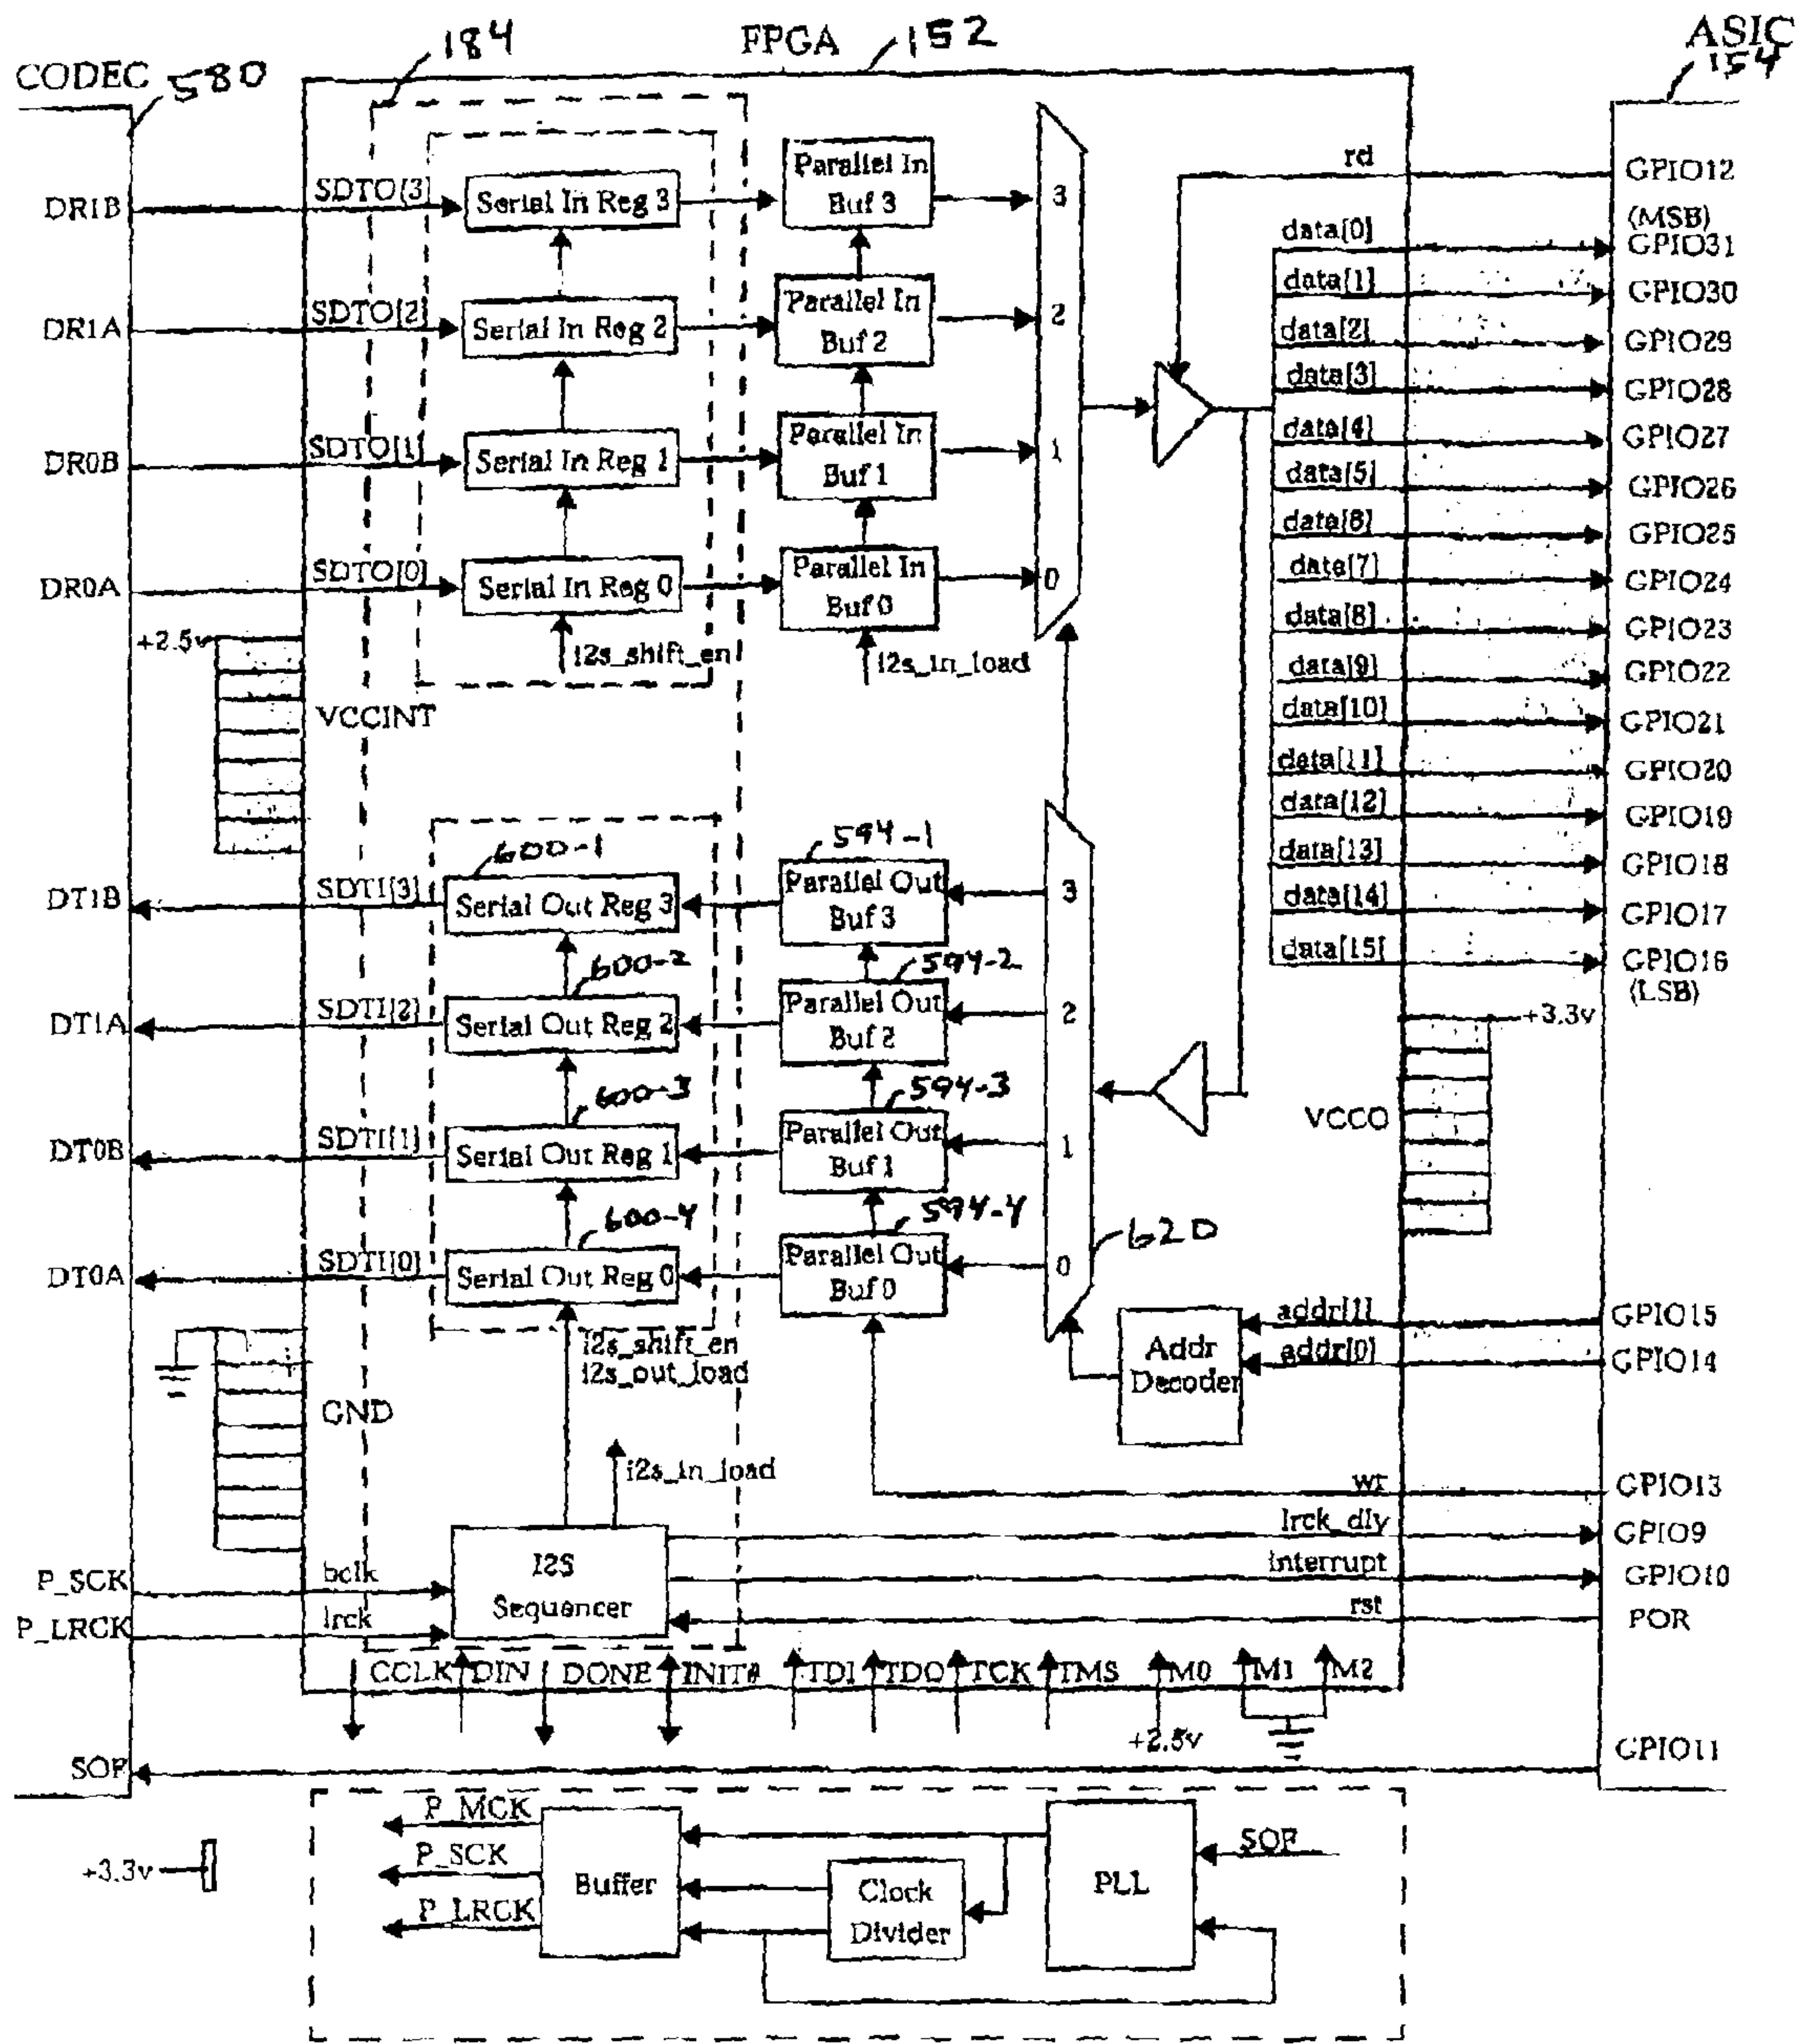 FPGA
152
184
ASIC
154
CODEC
580
DR1B
SDTO[3]
Serial In Reg 3
Parallel In
Buf 3
3
rd
GPIO12
(MSB)
data[0]
GPIO31
data[1]
GPIO30
DR1A
SDTO[2]
Serial In Reg 2
Parallel In
Buf 2
2
data[2]
GPIO29
data[3]
GPIO28
data[4]
GPIO27
DR0B
SDTO[1]
Serial In Reg 1
Parallel In
Buf 1
1
data[5]
GPIO26
data[6]
GPIO25
DR0A
SDTO[0]
Serial In Reg 0
Parallel In
Buf 0
0
data[7]
GPIO24
data[8]
GPIO23
+2.5v
i2s_shift_en
i2s_in_load
data[9]
GPIO22
VCCINT
data[10]
GPIO21
data[11]
GPIO20
data[12]
GPIO19
data[13]
GPIO18
data[14]
GPIO17
data[15]
GPIO16
(LSB)
600-1
594-1
DT1B
SDTI[3]
Serial Out Reg 3
Parallel Out
Buf 3
3
600-2
594-2
DT1A
SDTI[2]
Serial Out Reg 2
Parallel Out
Buf 2
2
+3.3v
VCCO
600-3
594-3
DT0B
SDTI[1]
Serial Out Reg 1
Parallel Out
Buf 1
1
600-4
594-4
620
DT0A
SDTI[0]
Serial Out Reg 0
Parallel Out
Buf 0
0
i2s_shift_en
i2s_out_load
Addr
Decoder
addr[1]
GPIO15
addr[0]
GPIO14
GND
i2s_in_load
wr
GPIO13
lrck_dly
GPIO9
interrupt
GPIO10
rst
POR
P_SCK
bclk
P_LRCK
lrck
I2S
Sequencer
CCLK
DIN
DONE
INIT#
TDI
TDO
TCK
TMS
M0
M1
M2
+2.5v
SOF
GPIO11
P_MCK
P_SCK
P_LRCK
Buffer
Clock
Divider
PLL
SOF
+3.3v